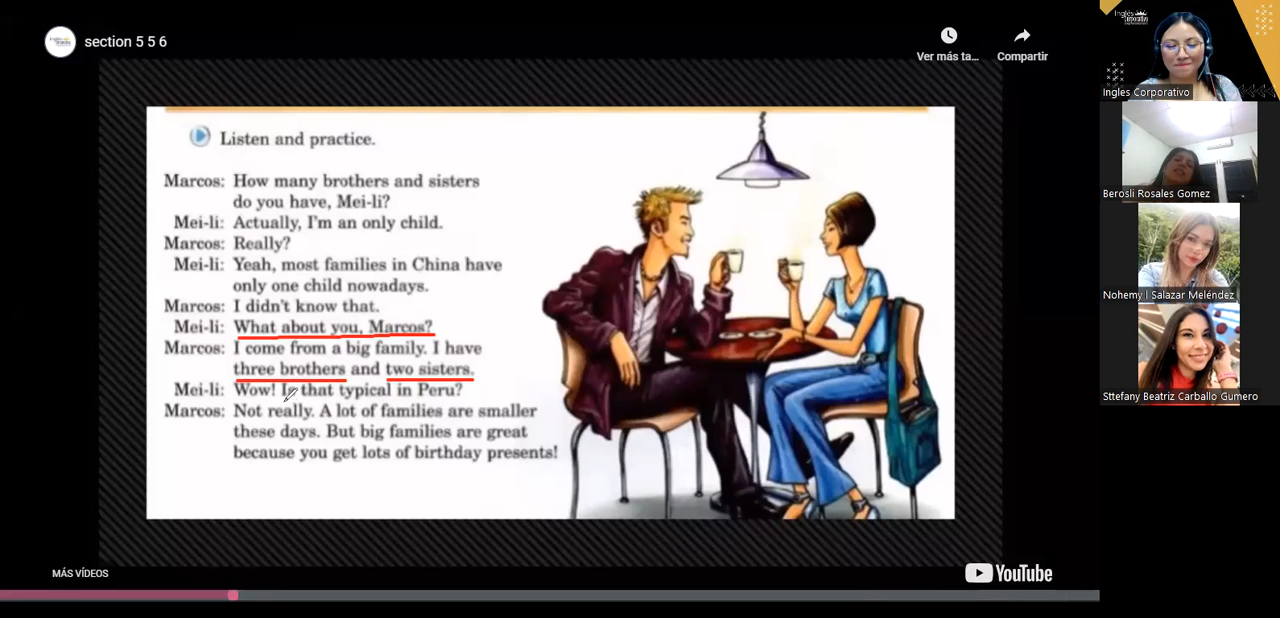 section 5 5 6
Ver más ta...
Compartir
Listen and practice.
Marcos: How many brothers and sisters
do you have, Mei-li?
Mei-li: Actually, I'm an only child.
Marcos: Really?
Mei-li: Yeah, most families in China have
only one child nowadays.
Marcos: I didn't know that.
Mei-li: What about you, Marcos?
Marcos: I come from a big family. I have
three brothers and two sisters.
Mei-li: Wow! Is that typical in Peru?
Marcos: Not really. A lot of families are smaller
these days. But big families are great
because you get lots of birthday presents!
MÁS VÍDEOS
YouTube
Inglés
Corporativo
Ingles Corporativo
Berosli Rosales Gomez
Nohemy I Salazar Meléndez
Sttefany Beatriz Carballo Gumero